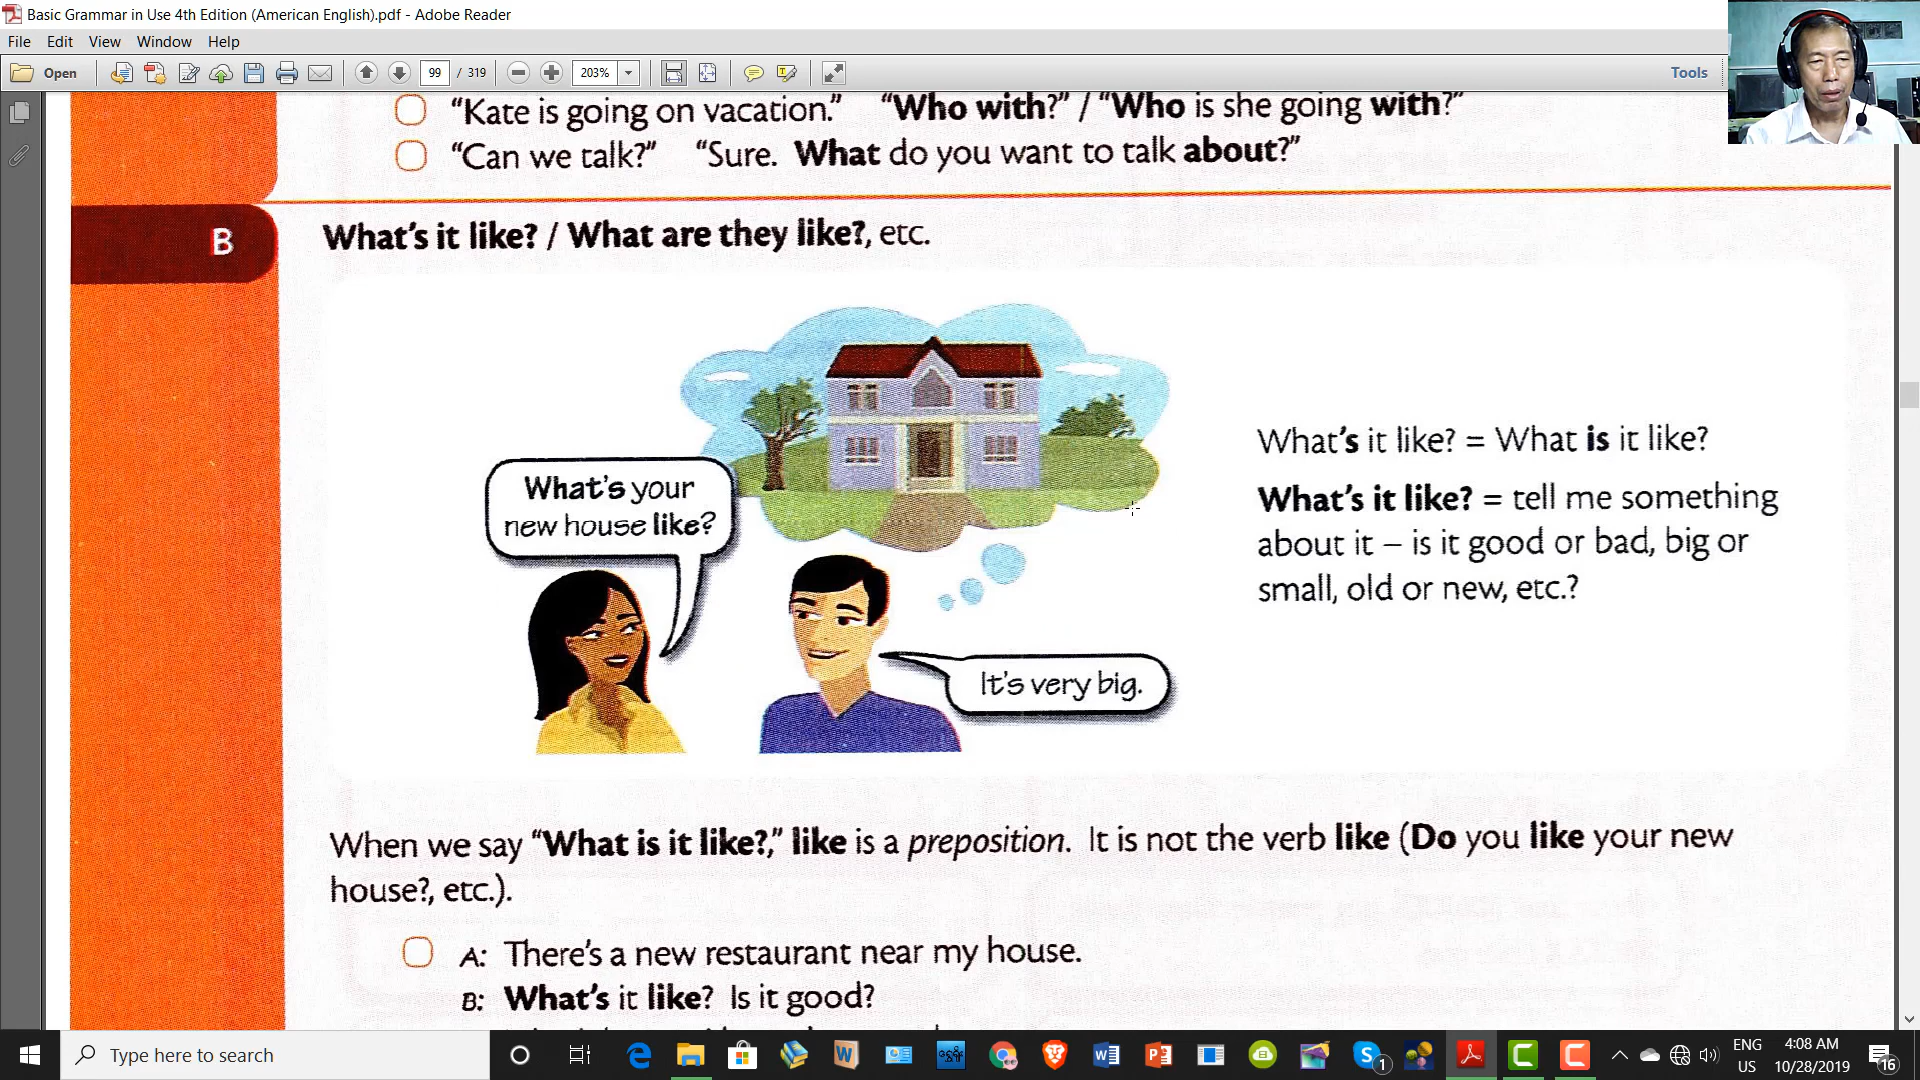 Basic Grammar in Use 4th Edition (American English).pdf - Adobe Reader
File Edit View Window Help
Open 99 / 319 203% Tools
"Kate is going on vacation." "Who with?" / "Who is she going with?"
"Can we talk?" "Sure. What do you want to talk about?"
B
What's it like? / What are they like?, etc.
What's your
new house like?
It's very big.
What's it like? = What is it like?
What's it like? = tell me something
about it – is it good or bad, big or
small, old or new, etc.?
When we say "What is it like?," like is a preposition. It is not the verb like (Do you like your new
house?, etc.).
A: There's a new restaurant near my house.
B: What's it like? Is it good?
Type here to search
1
ENG
US
4:08 AM
10/28/2019
16